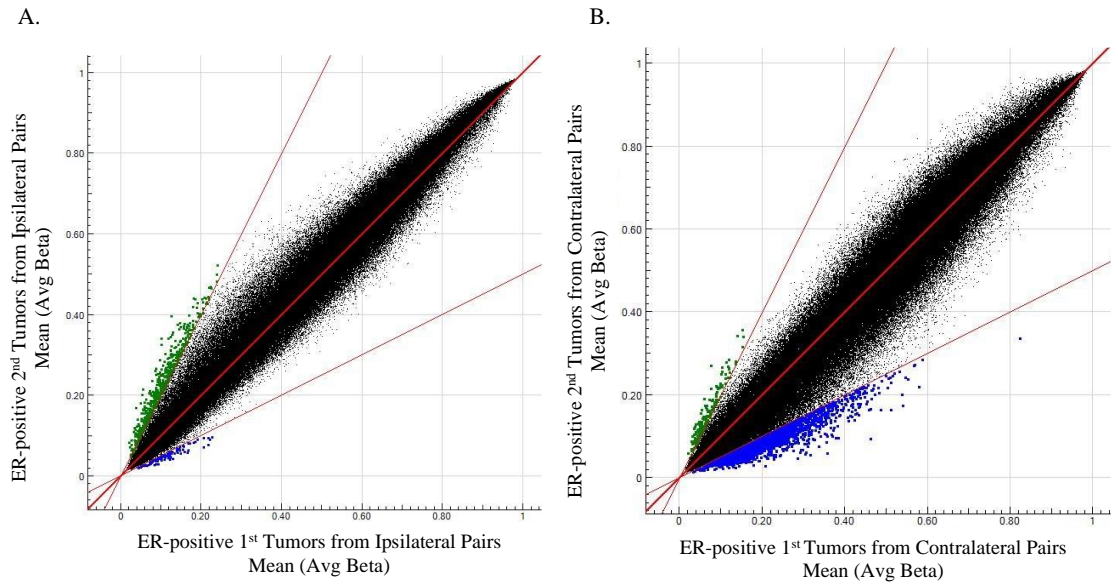 A.
B.
1
0.80
0.60
0.40
0.20
0
0
0.20
0.40
0.60
0.80
1
ER-positive 2nd Tumors from Ipsilateral Pairs
Mean (Avg Beta)
ER-positive 1st Tumors from Ipsilateral Pairs
Mean (Avg Beta)
1
0.80
0.60
0.40
0.20
0
0
0.20
0.40
0.60
0.80
1
ER-positive 2nd Tumors from Contralateral Pairs
Mean (Avg Beta)
ER-positive 1st Tumors from Contralateral Pairs
Mean (Avg Beta)